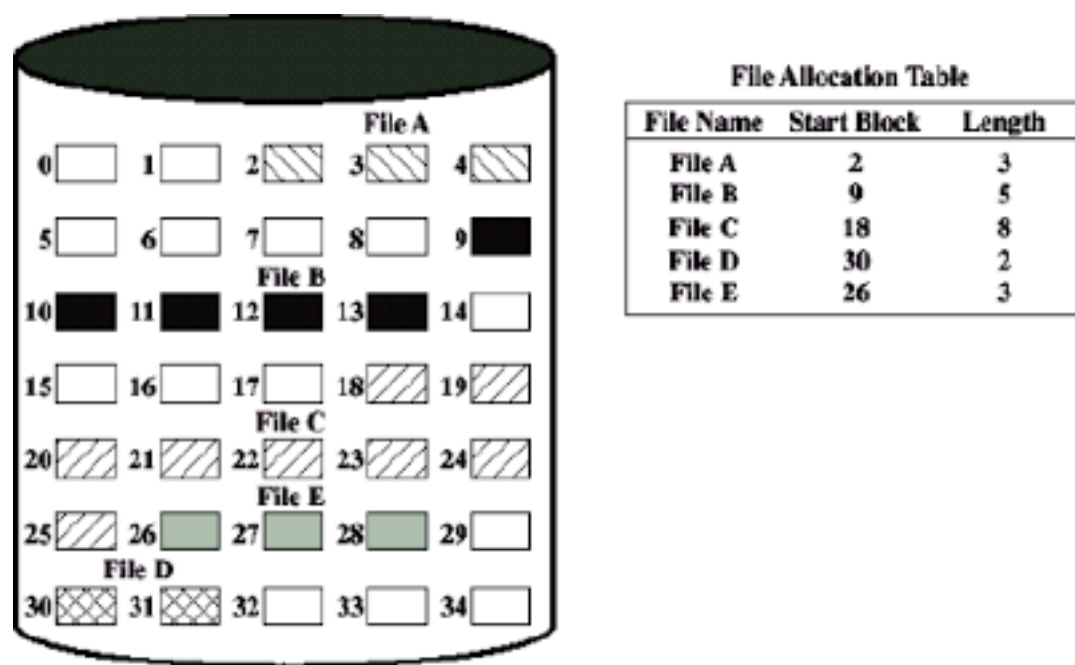 File A
0 1 2 3 4
5 6 7 8 9
File B
10 11 12 13 14
15 16 17 18 19
File C
20 21 22 23 24
File E
25 26 27 28 29
File D
30 31 32 33 34
File Allocation Table
File Name Start Block Length
File A 2 3
File B 9 5
File C 18 8
File D 30 2
File E 26 3